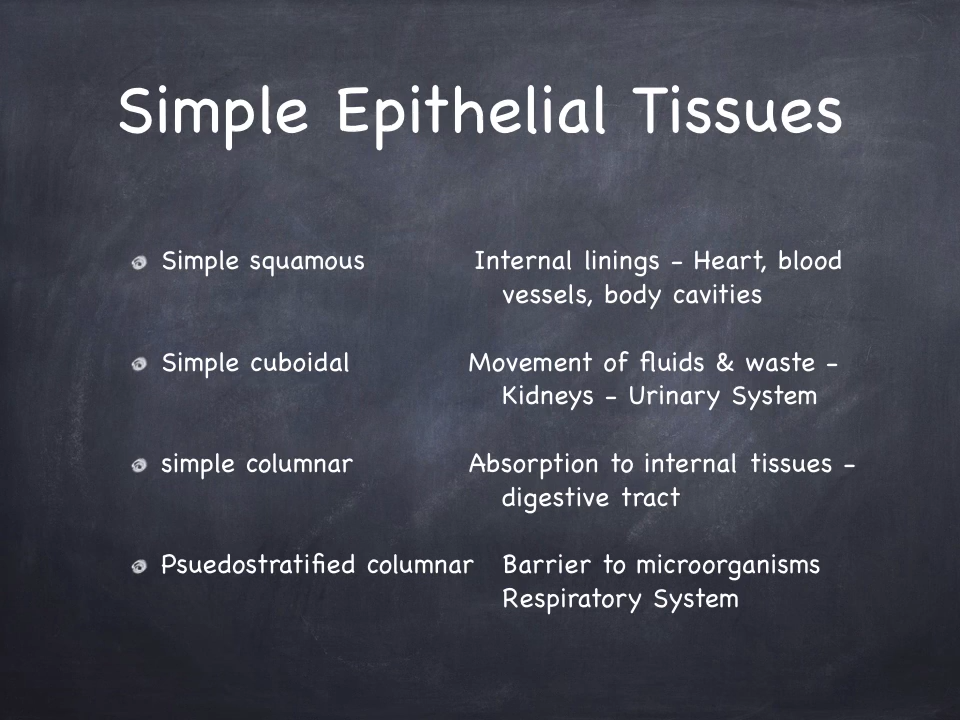 Simple Epithelial Tissues
Simple squamous Internal linings - Heart, blood
vessels, body cavities
Simple cuboidal Movement of fluids & waste -
Kidneys - Urinary System
simple columnar Absorption to internal tissues -
digestive tract
Psuedostratified columnar Barrier to microorganisms
Respiratory System